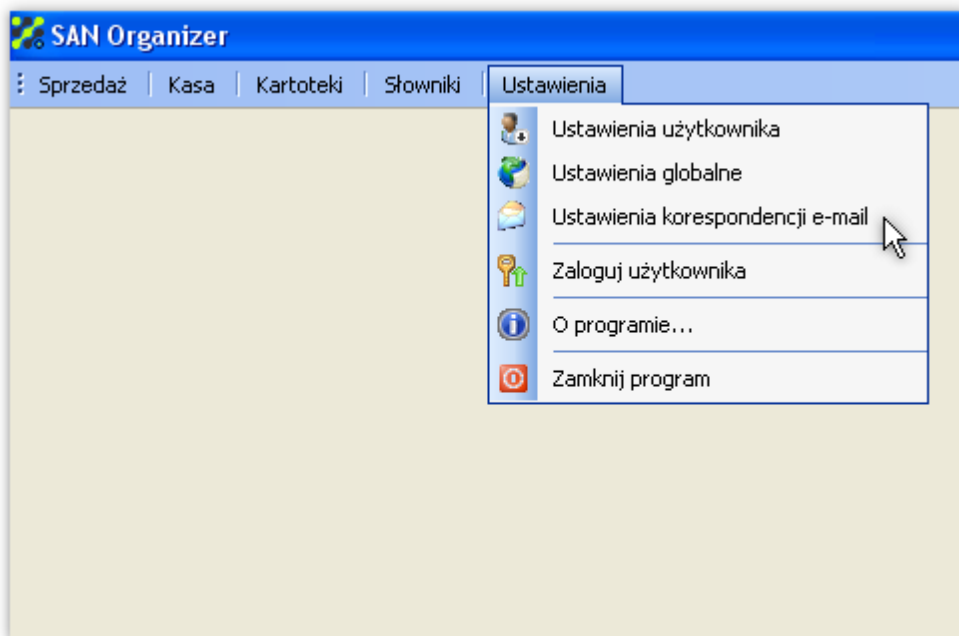 SAN Organizer
Sprzedaż Kasa Kartoteki Słowniki Ustawienia
Ustawienia użytkownika
Ustawienia globalne
Ustawienia korespondencji e-mail
Zaloguj użytkownika
O programie...
Zamknij program